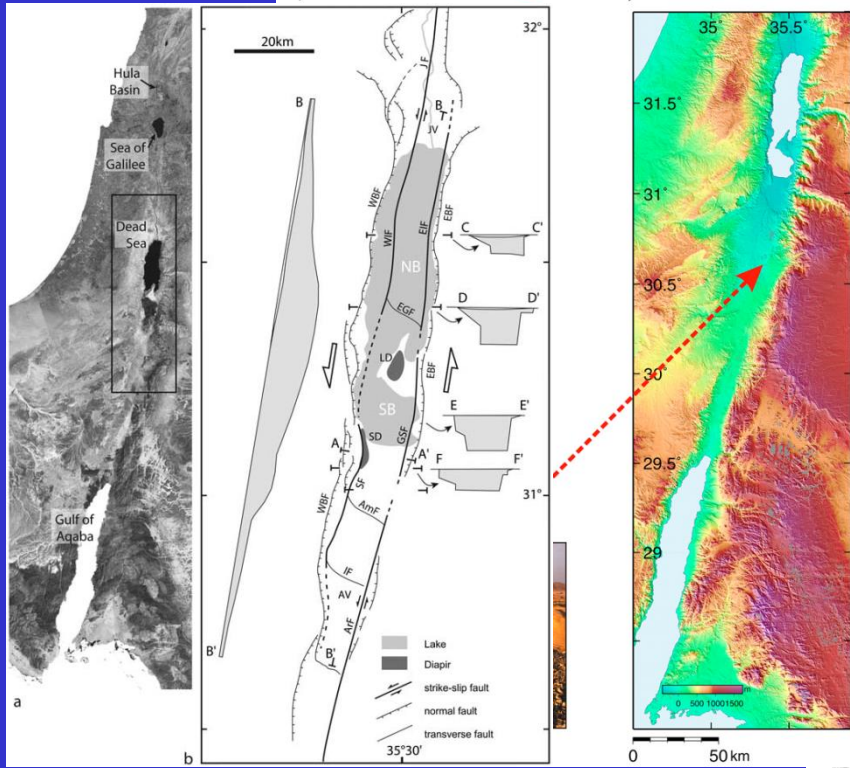 Hula
Basin
Sea of
Galilee
Dead
Sea
Gulf of
Aqaba
a
20km
32°
31°
35°30'
B
B'
JF
B
T
JV
WBF
WIF
EIF
EBF
NB
EGF
LD
EBF
SB
GSF
SD
A
A'
SF
WBF
AmF
IF
AV
ArF
B'
C
C'
D
D'
E
E'
F
F'
Lake
Diapir
strike-slip fault
normal fault
transverse fault
b
35°
35.5°
31.5°
31°
30.5°
30°
29.5°
29°
m
0 500 1000 1500
0 50 km